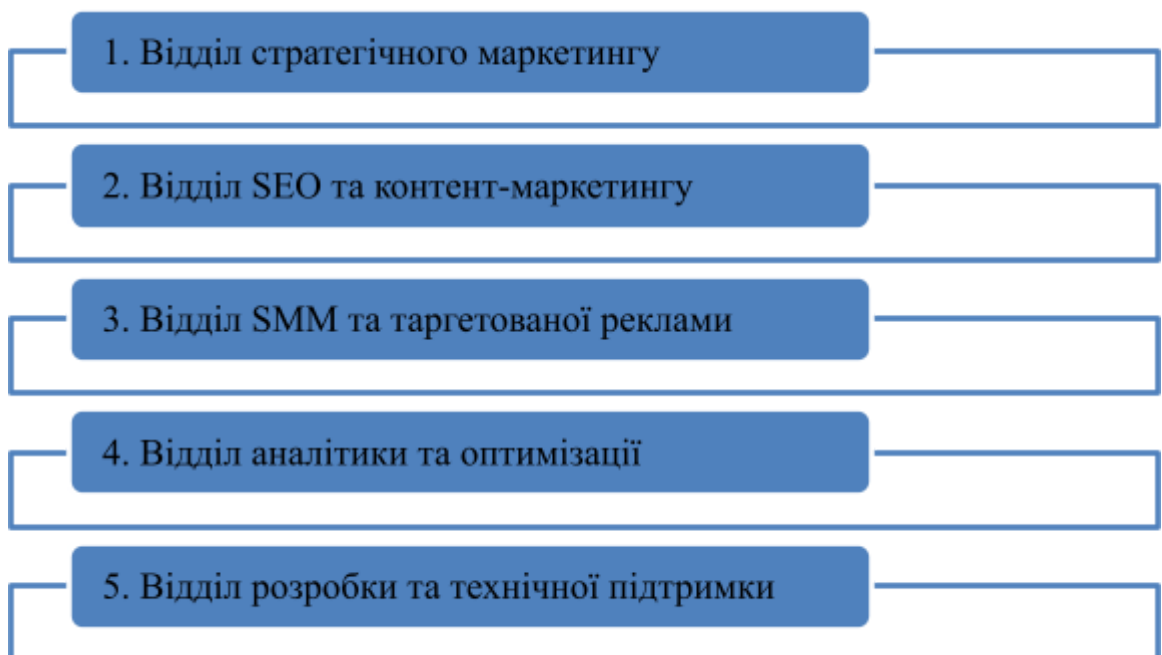 1. Відділ стратегічного маркетингу
2. Відділ SEO та контент-маркетингу
3. Відділ SMM та таргетованої реклами
4. Відділ аналітики та оптимізації
5. Відділ розробки та технічної підтримки